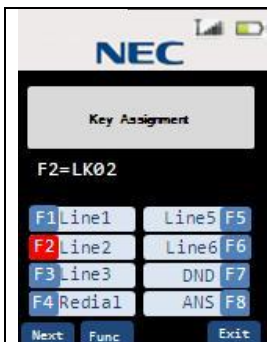 NEC
Key Assignment
F2=LK02
F1 Line1 Line5 F5
F2 Line2 Line6 F6
F3 Line3 DND F7
F4 Redial ANS F8
Next Func Exit